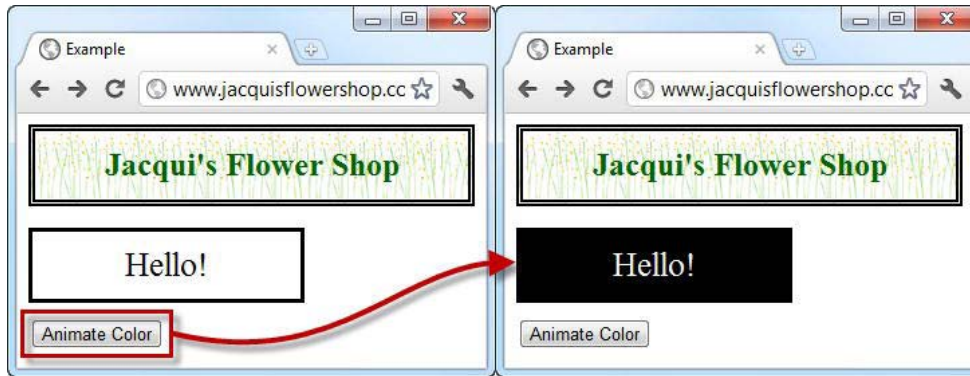 Example
www.jacquisflowershop.cc
Jacqui's Flower Shop
Hello!
Animate Color
Example
www.jacquisflowershop.cc
Jacqui's Flower Shop
Hello!
Animate Color